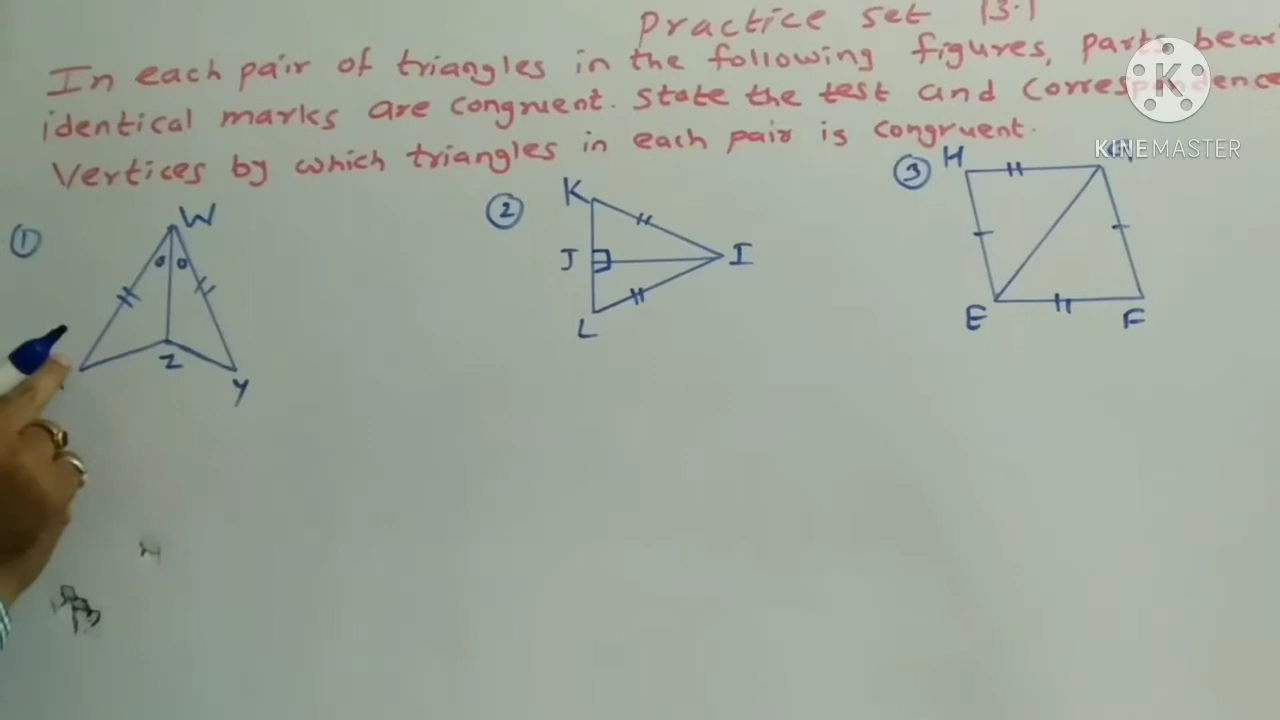 Practice set 13.1
In each pair of triangles in the following figures, parts bear
identical marks are congruent. State the test and correspondence
Vertices by which triangles in each pair is congruent.
① W Z Y
② K J I L
③ H E F
K
KINEMASTER